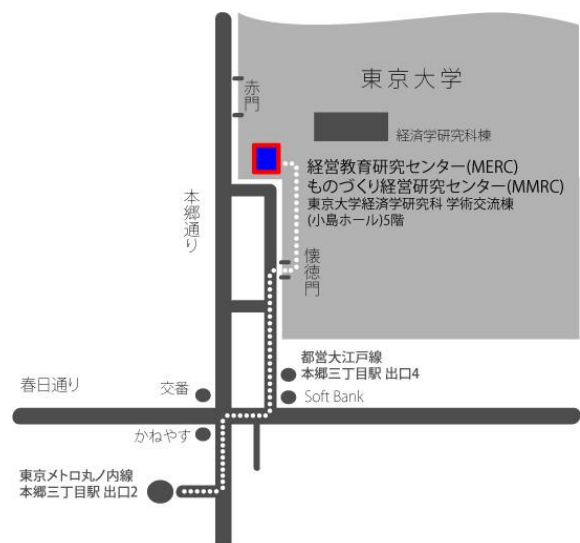 東京大学
赤門
経済学研究科棟
経営教育研究センター(MERC)
ものづくり経営研究センター(MMRC)
東京大学経済学研究科 学術交流棟
(小島ホール)5階
本郷通り
懐徳門
都営大江戸線
本郷三丁目駅 出口4
春日通り
交番
Soft Bank
かねやす
東京メトロ丸ノ内線
本郷三丁目駅 出口2